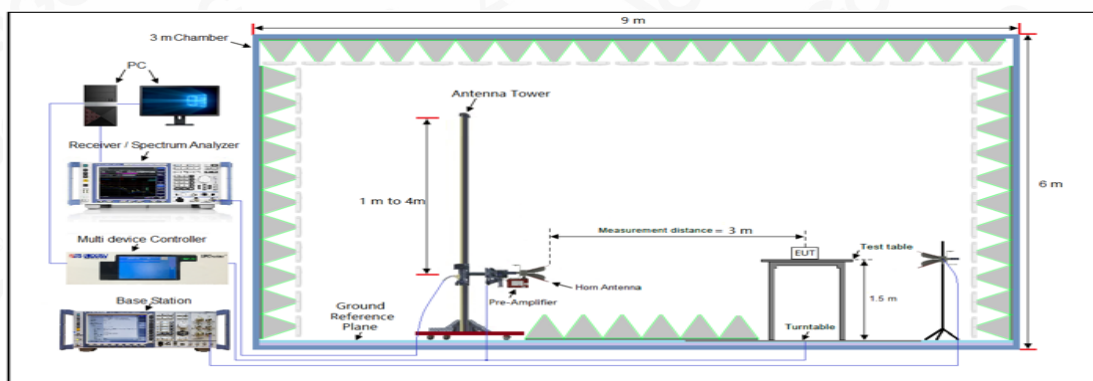 9 m
3 m Chamber
PC
Antenna Tower
Receiver / Spectrum Analyzer
1 m to 4m
6 m
Measurement distance = 3 m
Multi device Controller
EUT
Test table
Horn Antenna
Pre-Amplifier
1.5 m
Base Station
Ground
Reference
Plane
Turntable